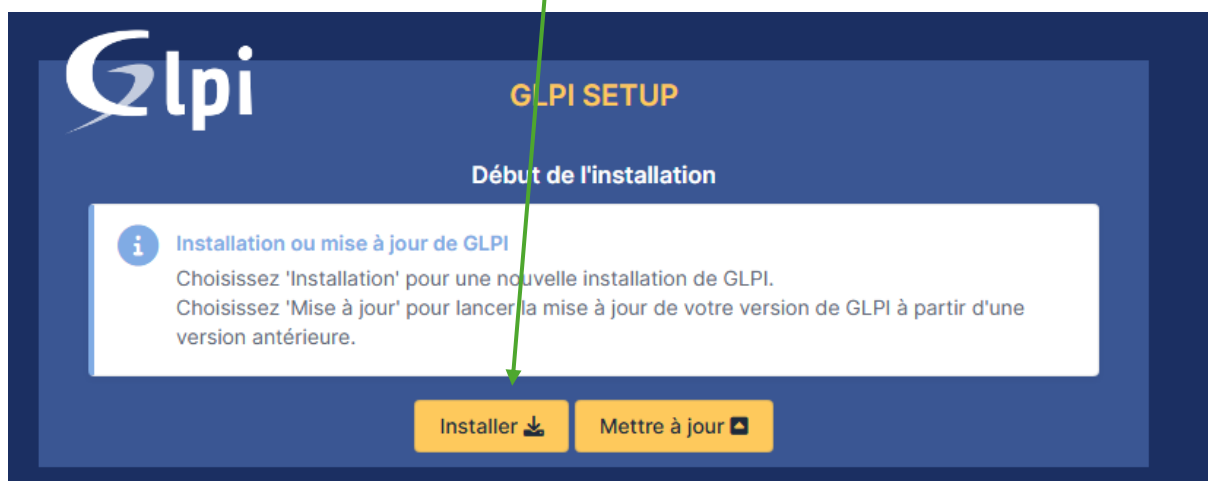 Glpi
GLPI SETUP
Début de l'installation
Installation ou mise à jour de GLPI
Choisissez 'Installation' pour une nouvelle installation de GLPI.
Choisissez 'Mise à jour' pour lancer la mise à jour de votre version de GLPI à partir d'une
version antérieure.
Installer
Mettre à jour